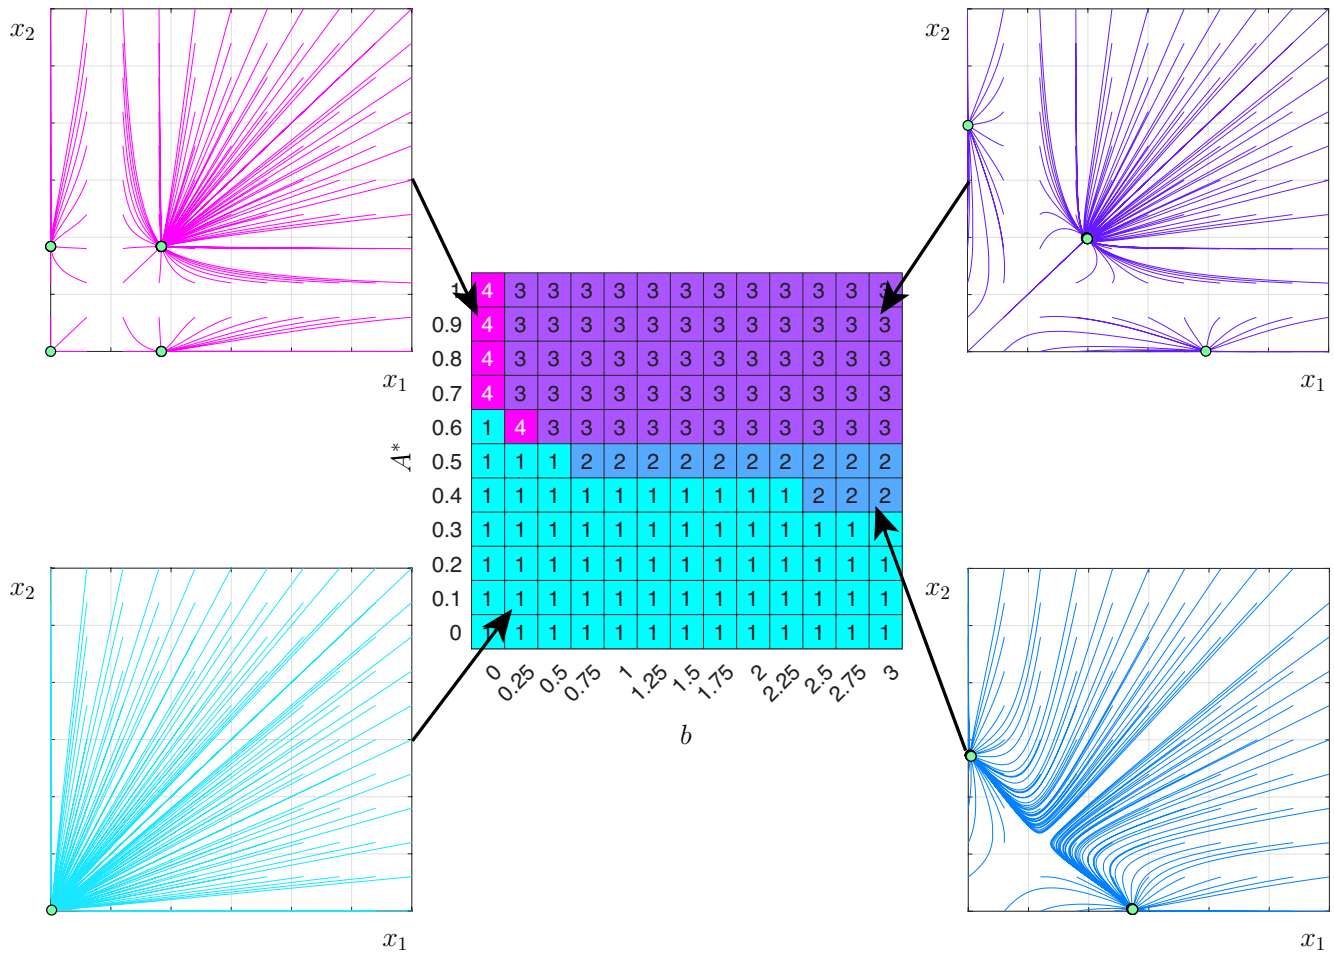 x₂
x₂
x₁
x₁
1 4 3 3 3 3 3 3 3 3 3 3 3 3
0.9 4 3 3 3 3 3 3 3 3 3 3 3 3
0.8 4 3 3 3 3 3 3 3 3 3 3 3 3
0.7 4 3 3 3 3 3 3 3 3 3 3 3 3
0.6 1 4 3 3 3 3 3 3 3 3 3 3 3
A*
0.5 1 1 1 2 2 2 2 2 2 2 2 2 2
0.4 1 1 1 1 1 1 1 1 1 1 2 2 2
0.3 1 1 1 1 1 1 1 1 1 1 1 1
0.2 1 1 1 1 1 1 1 1 1 1 1 1 1
0.1 1 1 1 1 1 1 1 1 1 1 1 1 1
0 1 1 1 1 1 1 1 1 1 1 1 1 1
0 0.25 0.5 0.75 1 1.25 1.5 1.75 2 2.25 2.5 2.75 3
b
x₂
x₂
x₁
x₁